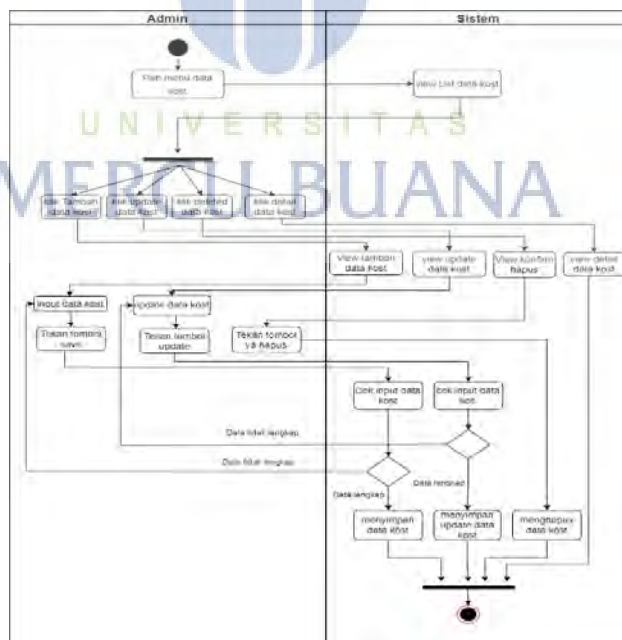 Admin
Sistem
Pilih menu data
kost
view List data kost
UNIVERSITAS
MERCU BUANA
klik Tambah
data kost
klik update
data kost
klik deleted
data kost
klik detail
data kost
View tambah
data kost
view update
data kost
View konfirm
hapus
view detail
data kost
Input data kost
update data kost
Tekan tombol
save
Tekan tombol
update
Tekan tombol
ya hapus
Cek input data
kost
cek input data
kost
Data tidak lengkap
Data tidak lengkap
Data lengkap
Data lengkap
menyimpan
data kost
menyimpan
update data
kost
menghapus
data kost